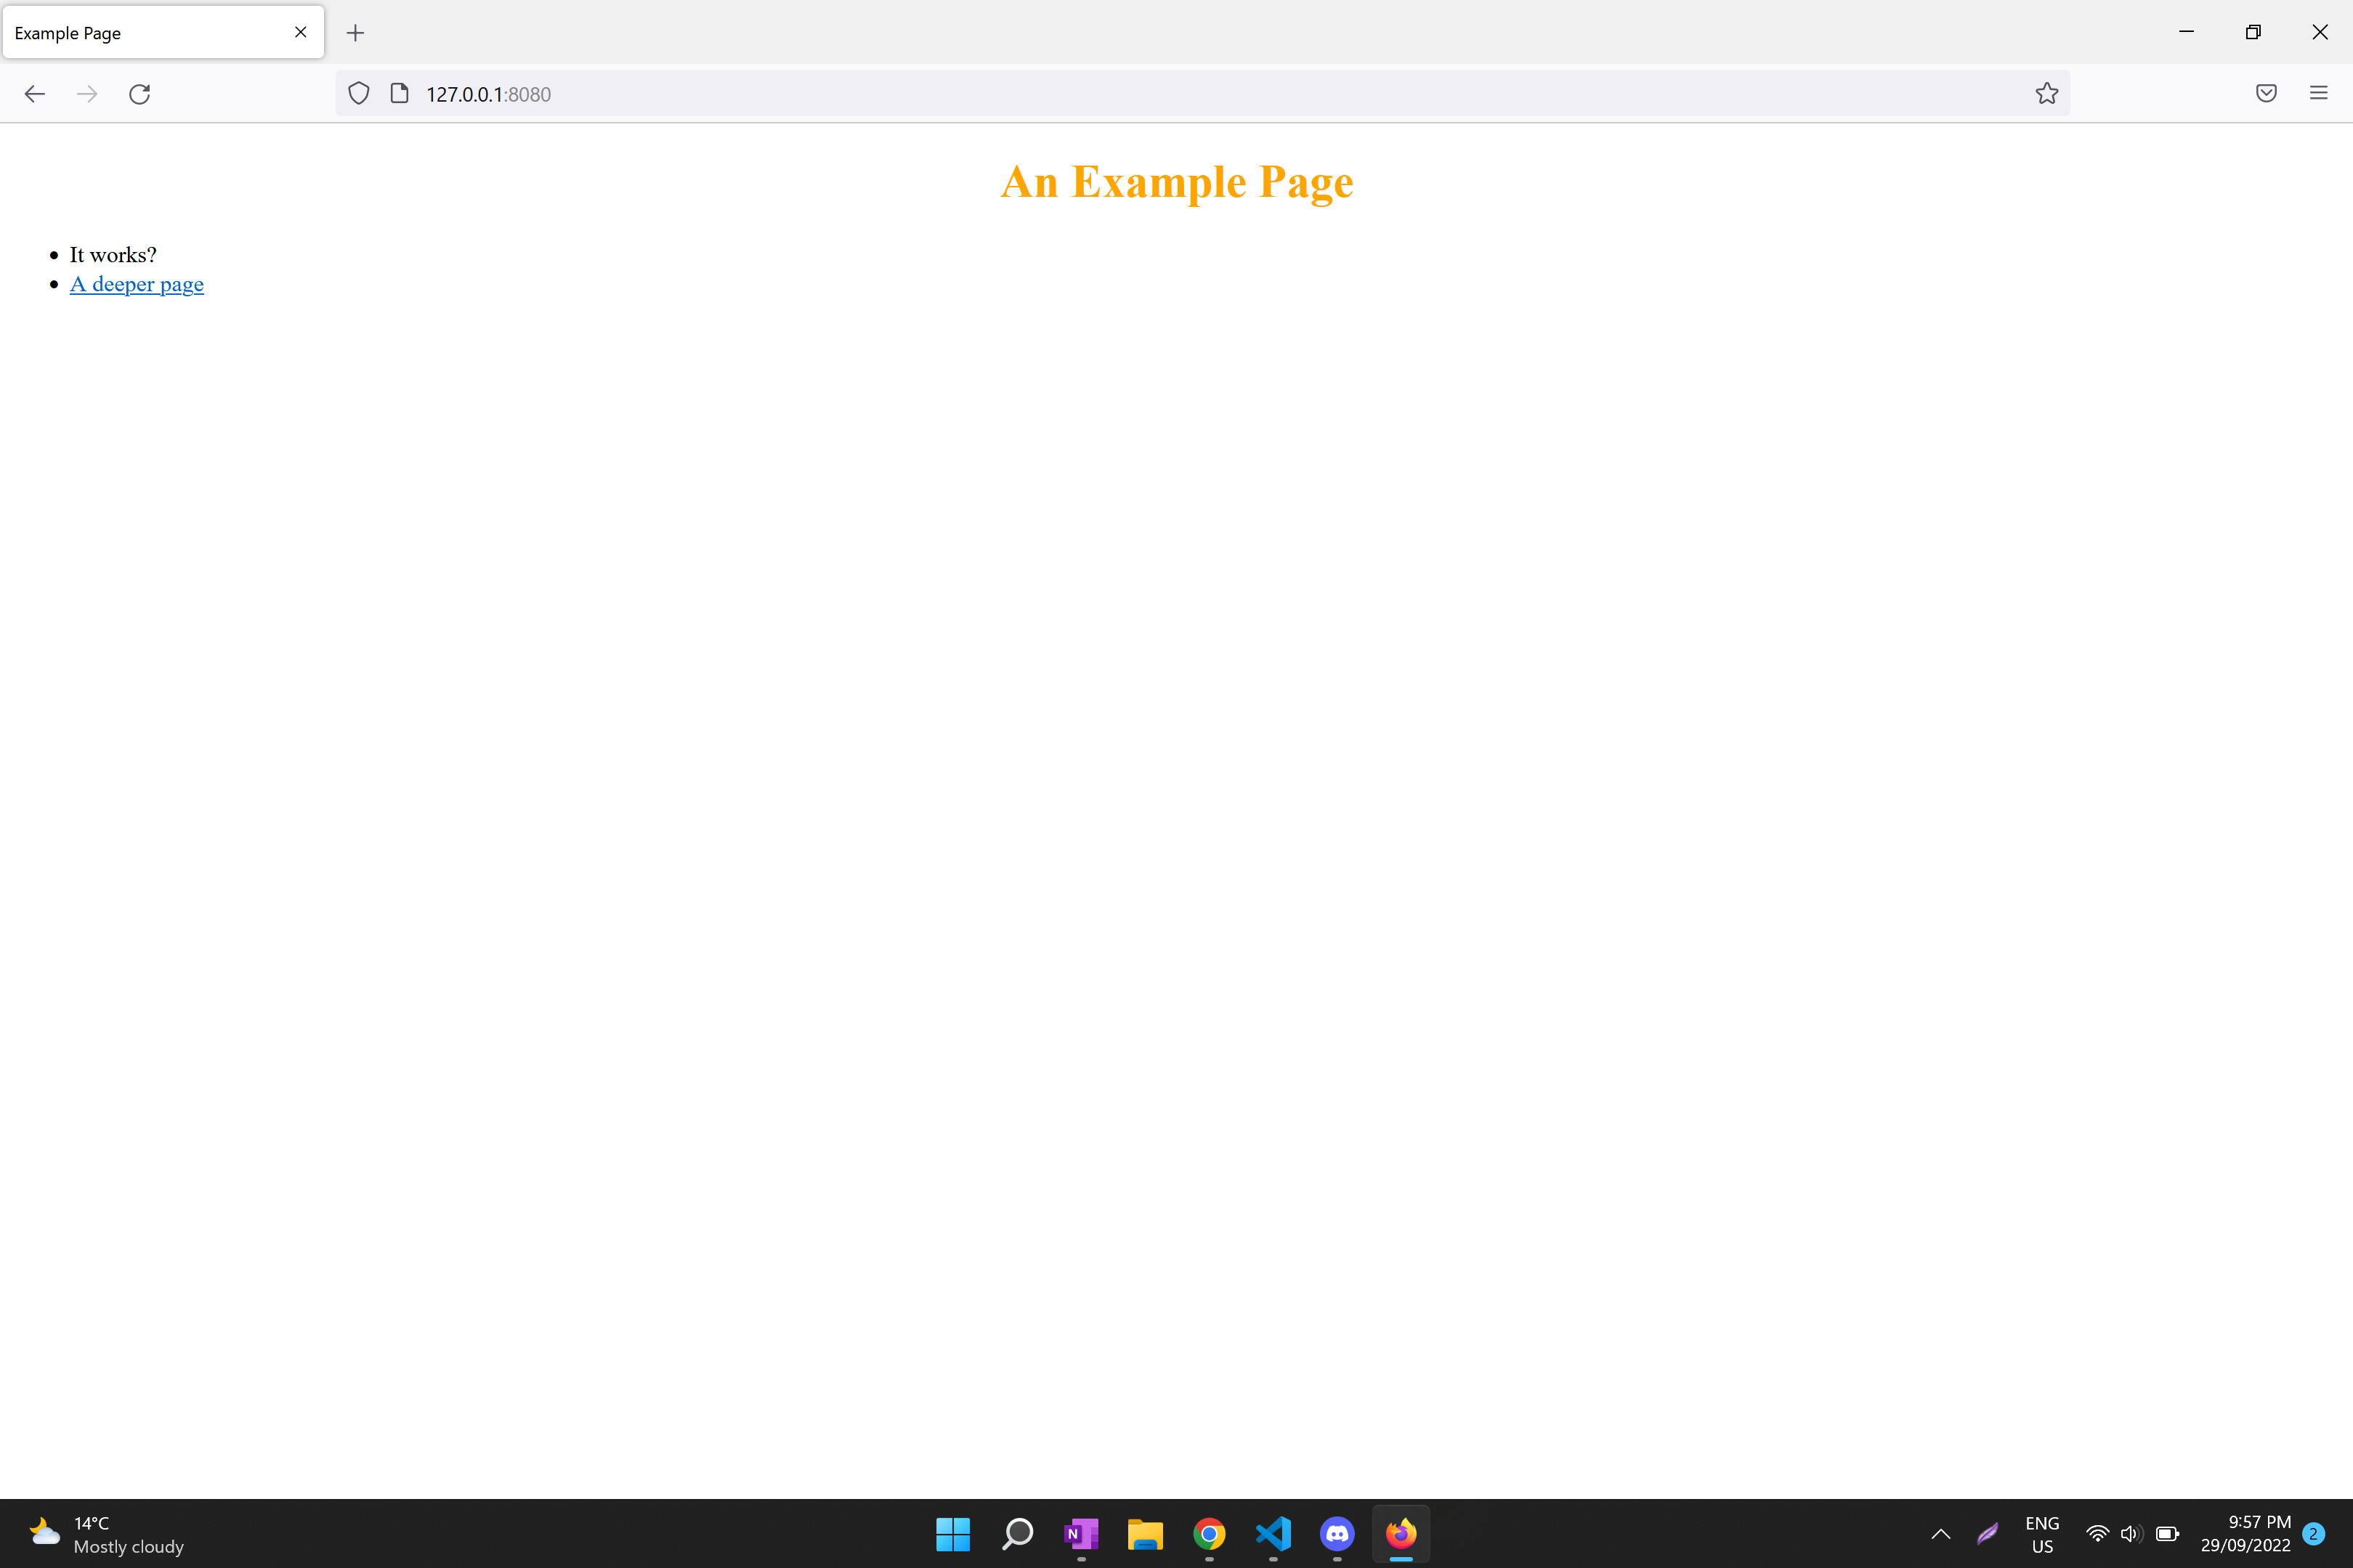 Example Page
127.0.0.1:8080
An Example Page
It works?
A deeper page
14°C
Mostly cloudy
N
ENG
US
9:57 PM
29/09/2022
2